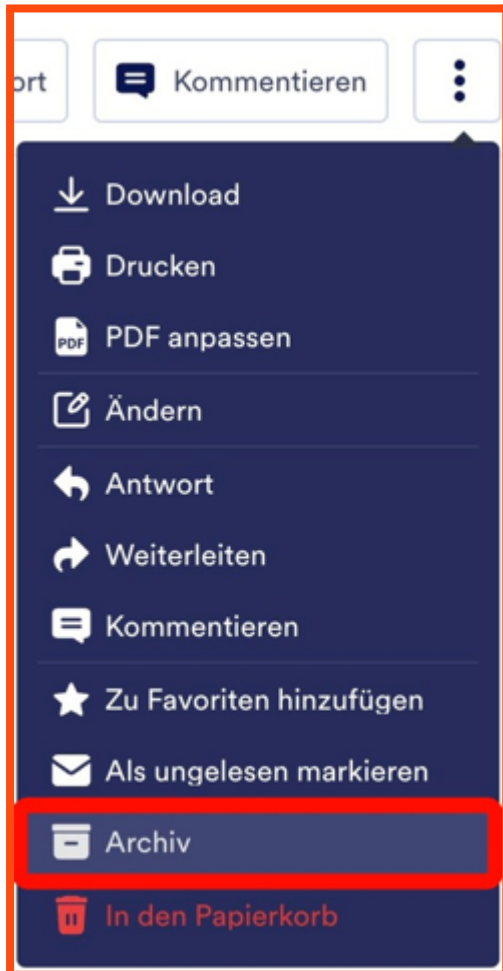 ort Kommentieren
Download
Drucken
PDF PDF anpassen
Ändern
Antwort
Weiterleiten
Kommentieren
Zu Favoriten hinzufügen
Als ungelesen markieren
Archiv
In den Papierkorb